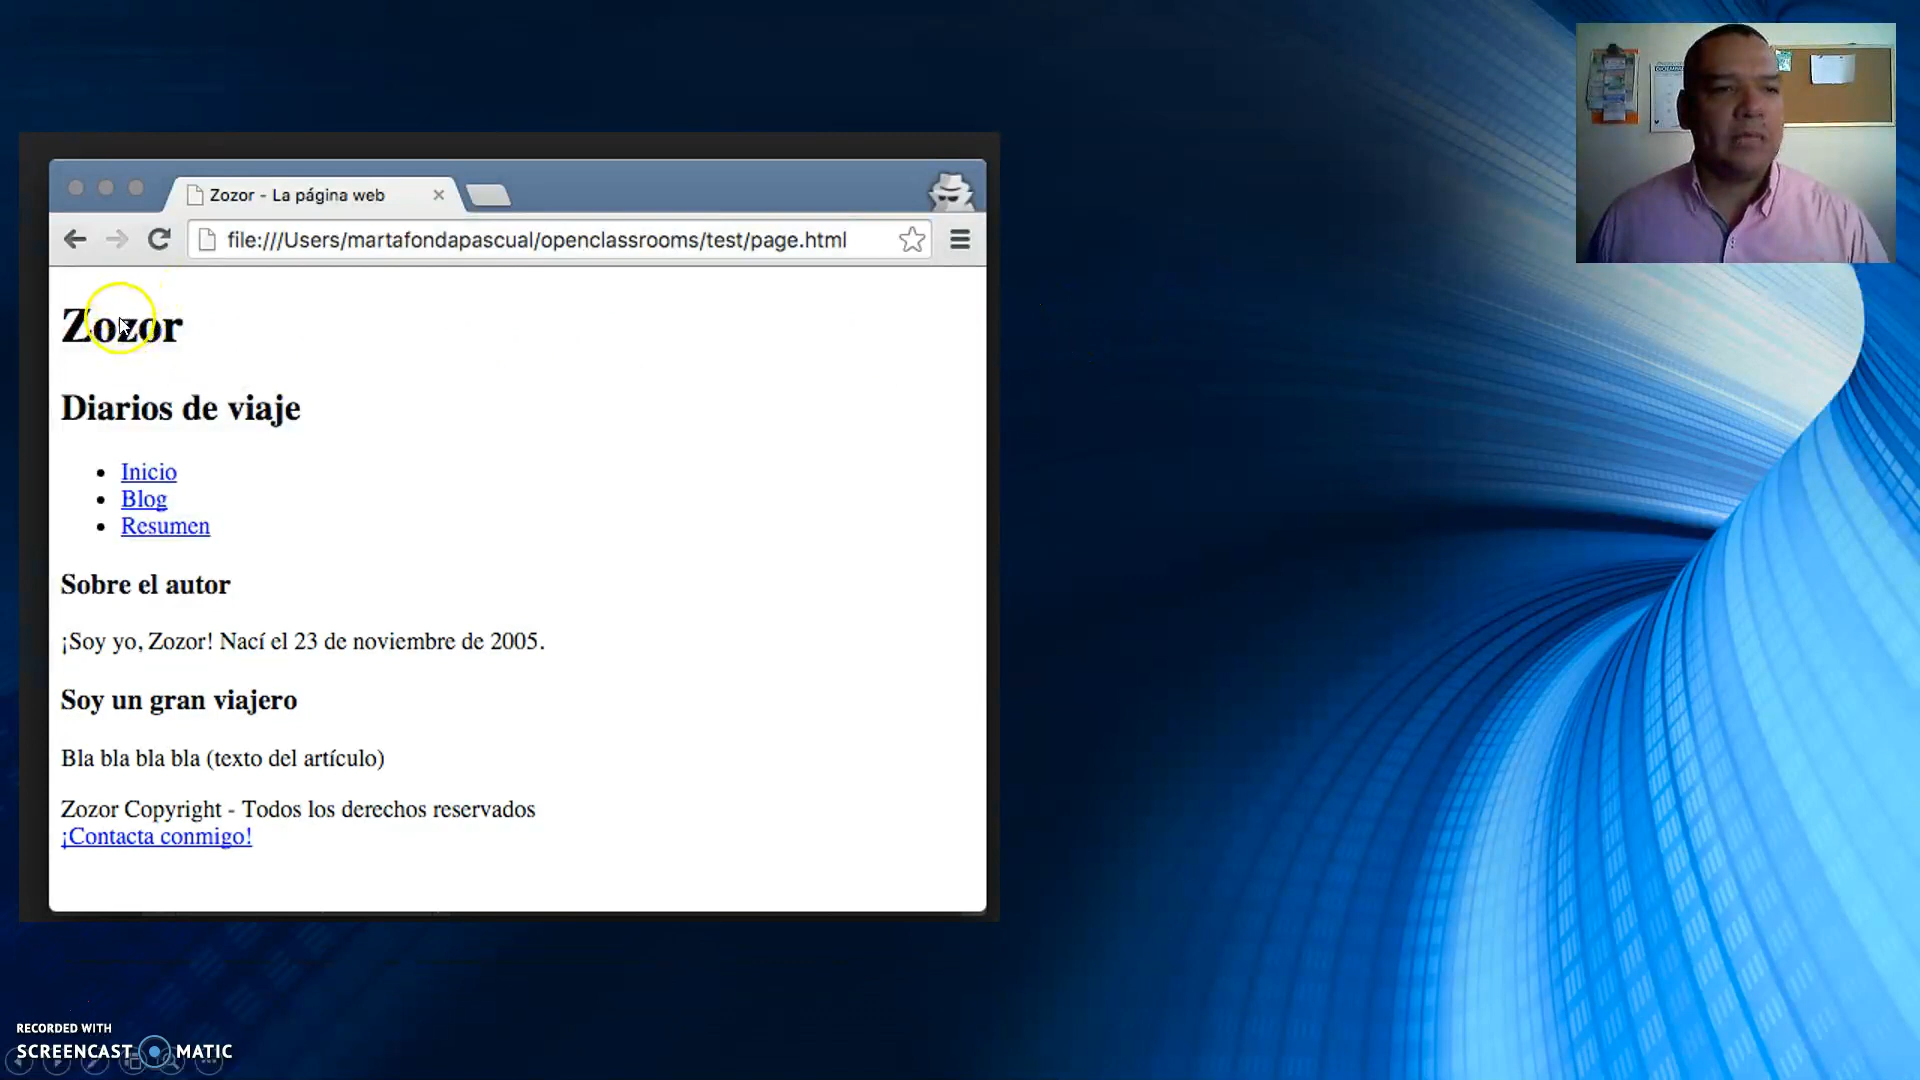 Zozor - La página web
file:///Users/martafondapascual/openclassrooms/test/page.html
Zozor
Diarios de viaje
Inicio
Blog
Resumen
Sobre el autor
¡Soy yo, Zozor! Nací el 23 de noviembre de 2005.
Soy un gran viajero
Bla bla bla bla (texto del artículo)
Zozor Copyright - Todos los derechos reservados
¡Contacta conmigo!
RECORDED WITH
SCREENCAST MATIC